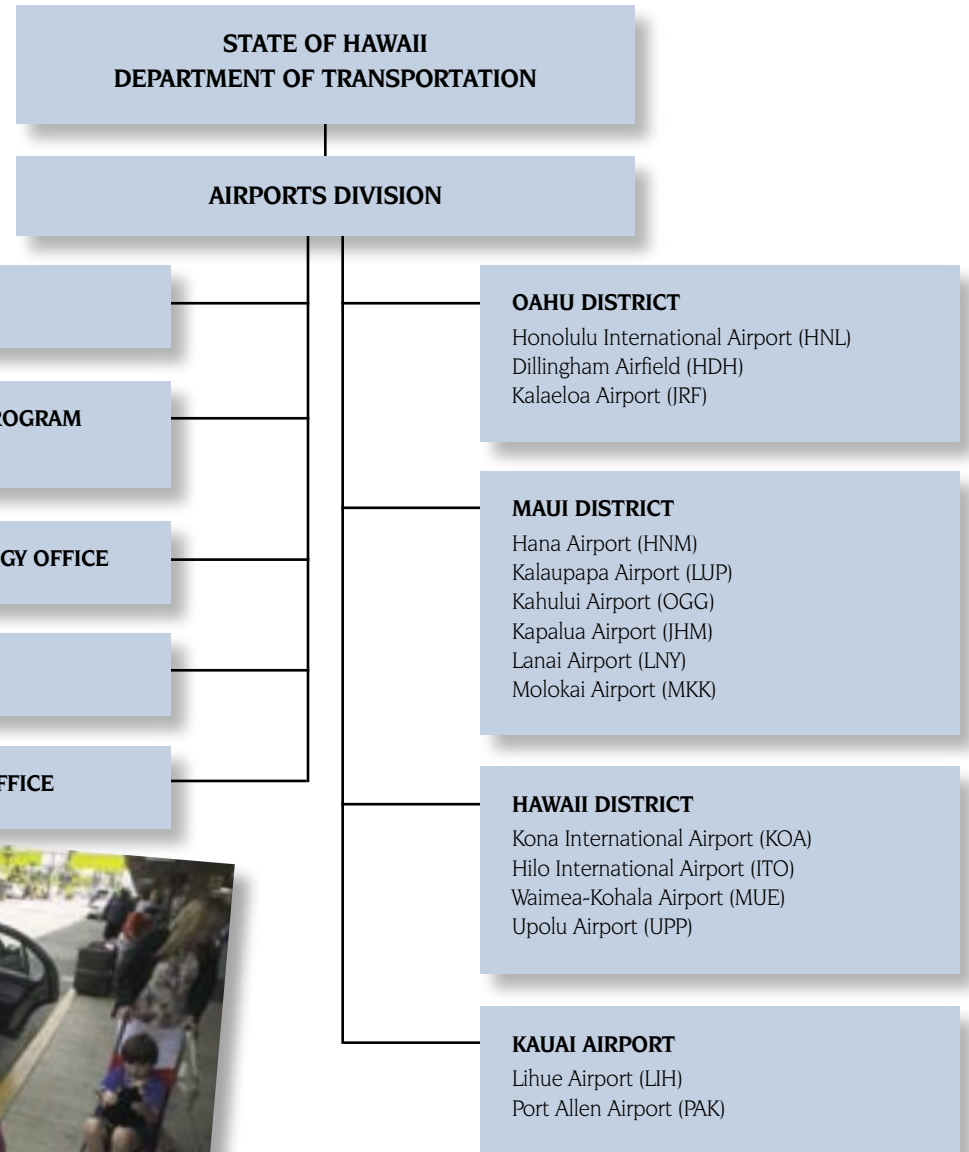 STATE OF HAWAII
DEPARTMENT OF TRANSPORTATION
AIRPORTS DIVISION
OFFICE
OAHU DISTRICT
Honolulu International Airport (HNL)
Dillingham Airfield (HDH)
Kalaeloa Airport (JRF)
MAUI DISTRICT
Hana Airport (HNM)
Kalaupapa Airport (LUP)
Kahului Airport (OGG)
Kapalua Airport (JHM)
Lanai Airport (LNY)
Molokai Airport (MKK)
HAWAII DISTRICT
Kona International Airport (KOA)
Hilo International Airport (ITO)
Waimea-Kohala Airport (MUE)
Upolu Airport (UPP)
KAUAI AIRPORT
Lihue Airport (LIH)
Port Allen Airport (PAK)